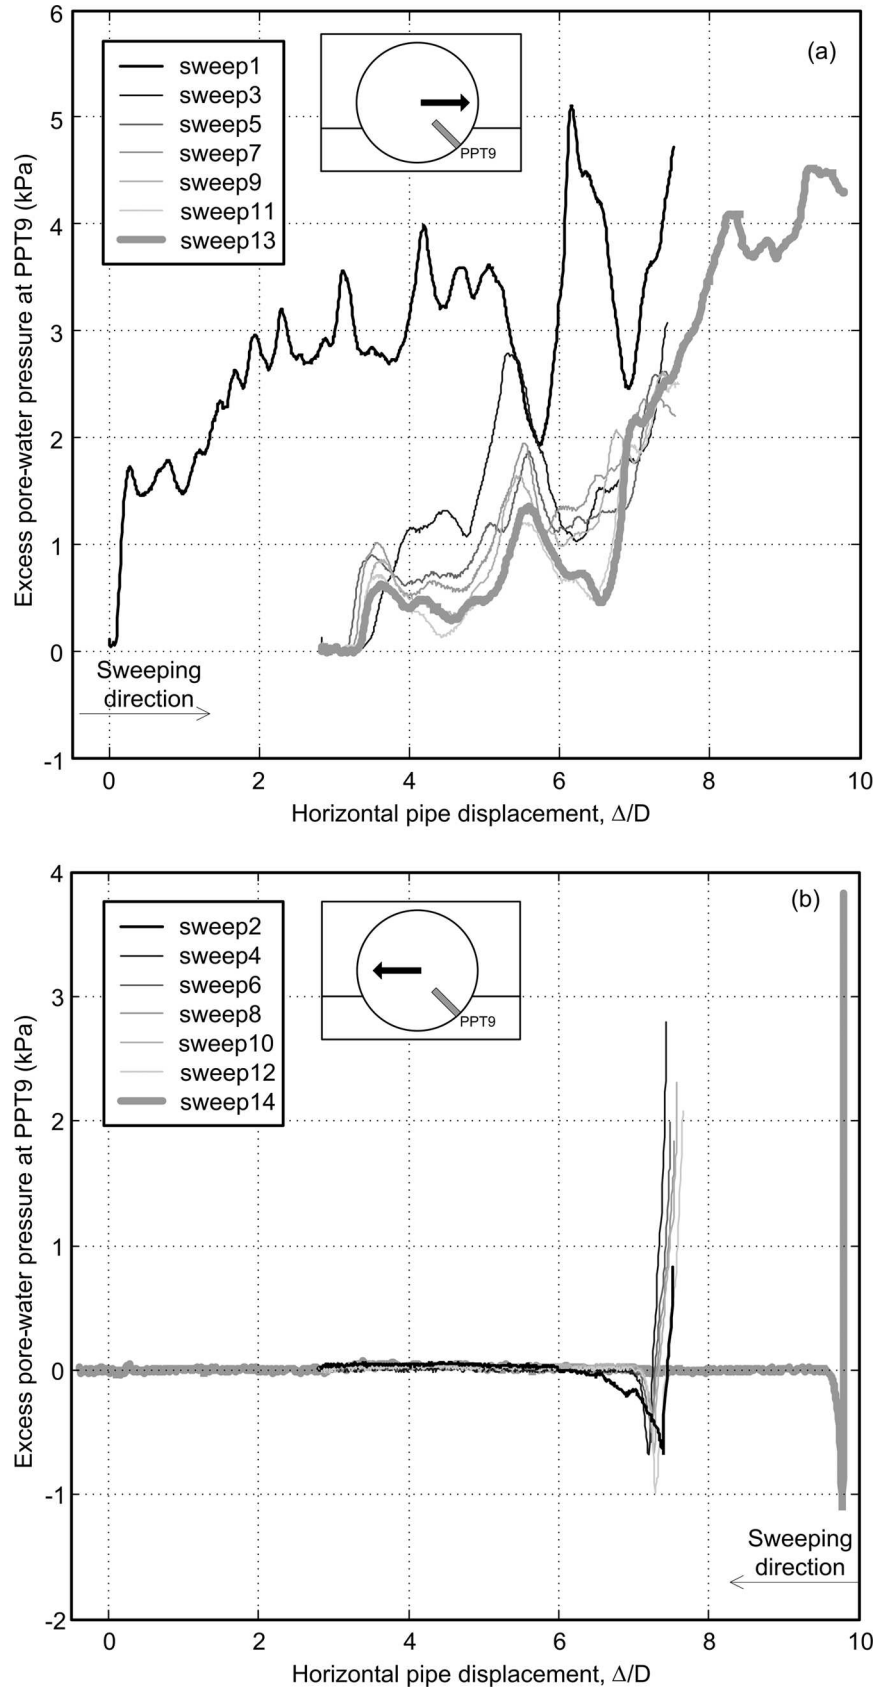 (a)
sweep1
sweep3
sweep5
sweep7
sweep9
sweep11
sweep13
PPT9
Excess pore-water pressure at PPT9 (kPa)
6
5
4
3
2
1
0
-1
Sweeping
direction
0 2 4 6 8 10
Horizontal pipe displacement, Δ/D
(b)
sweep2
sweep4
sweep6
sweep8
sweep10
sweep12
sweep14
PPT9
Excess pore-water pressure at PPT9 (kPa)
4
3
2
1
0
-1
-2
Sweeping
direction
0 2 4 6 8 10
Horizontal pipe displacement, Δ/D